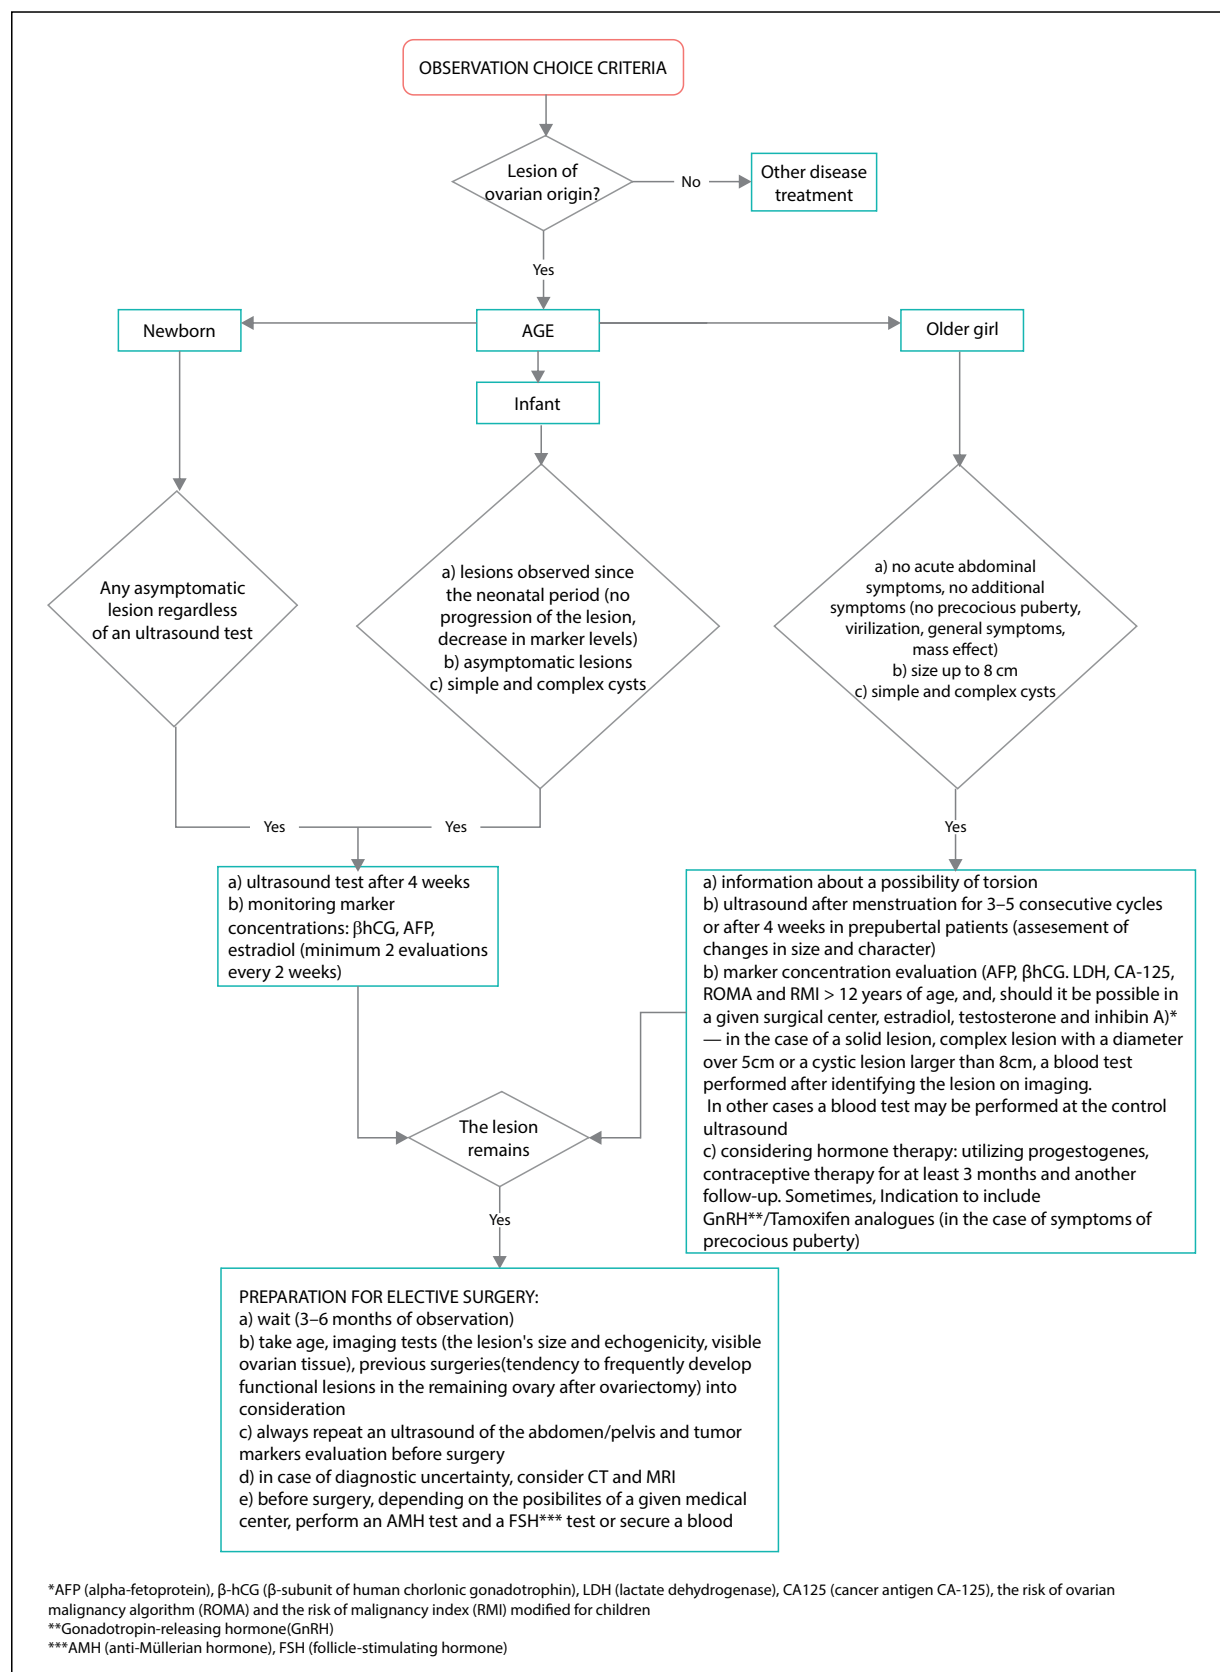 OBSERVATION CHOICE CRITERIA
Lesion of
ovarian origin?
No
Other disease
treatment
Yes
Newborn
AGE
Older girl
Infant
Any asymptomatic
lesion regardless
of an ultrasound test
a) lesions observed since
the neonatal period (no
progression of the lesion,
decrease in marker levels)
b) asymptomatic lesions
c) simple and complex cysts
a) no acute abdominal
symptoms, no additional
symptoms (no precocious puberty,
virilization, general symptoms,
mass effect)
b) size up to 8 cm
c) simple and complex cysts
Yes
Yes
Yes
a) ultrasound test after 4 weeks
b) monitoring marker
concentrations: βhCG, AFP,
estradiol (minimum 2 evaluations
every 2 weeks)
a) information about a possibility of torsion
b) ultrasound after menstruation for 3–5 consecutive cycles
or after 4 weeks in prepubertal patients (assesement of
changes in size and character)
b) marker concentration evaluation (AFP, βhCG. LDH, CA-125,
ROMA and RMI > 12 years of age, and, should it be possible in
a given surgical center, estradiol, testosterone and inhibin A)*
— in the case of a solid lesion, complex lesion with a diameter
over 5cm or a cystic lesion larger than 8cm, a blood test
performed after identifying the lesion on imaging.
In other cases a blood test may be performed at the control
ultrasound
c) considering hormone therapy: utilizing progestogenes,
contraceptive therapy for at least 3 months and another
follow-up. Sometimes, Indication to include
GnRH**/Tamoxifen analogues (in the case of symptoms of
precocious puberty)
The lesion
remains
Yes
PREPARATION FOR ELECTIVE SURGERY:
a) wait (3–6 months of observation)
b) take age, imaging tests (the lesion's size and echogenicity, visible
ovarian tissue), previous surgeries(tendency to frequently develop
functional lesions in the remaining ovary after ovariectomy) into
consideration
c) always repeat an ultrasound of the abdomen/pelvis and tumor
markers evaluation before surgery
d) in case of diagnostic uncertainty, consider CT and MRI
e) before surgery, depending on the posibilites of a given medical
center, perform an AMH test and a FSH*** test or secure a blood
*AFP (alpha-fetoprotein), β-hCG (β-subunit of human chorlonic gonadotrophin), LDH (lactate dehydrogenase), CA125 (cancer antigen CA-125), the risk of ovarian
malignancy algorithm (ROMA) and the risk of malignancy index (RMI) modified for children
**Gonadotropin-releasing hormone(GnRH)
***AMH (anti-Müllerian hormone), FSH (follicle-stimulating hormone)